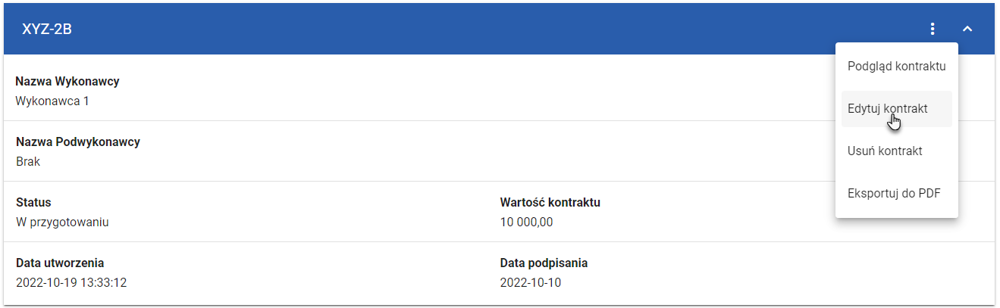 XYZ-2B
Podgląd kontraktu
Edytuj kontrakt
Usuń kontrakt
Eksportuj do PDF
Nazwa Wykonawcy
Wykonawca 1
Nazwa Podwykonawcy
Brak
Status
W przygotowaniu
Wartość kontraktu
10 000,00
Data utworzenia
2022-10-19 13:33:12
Data podpisania
2022-10-10